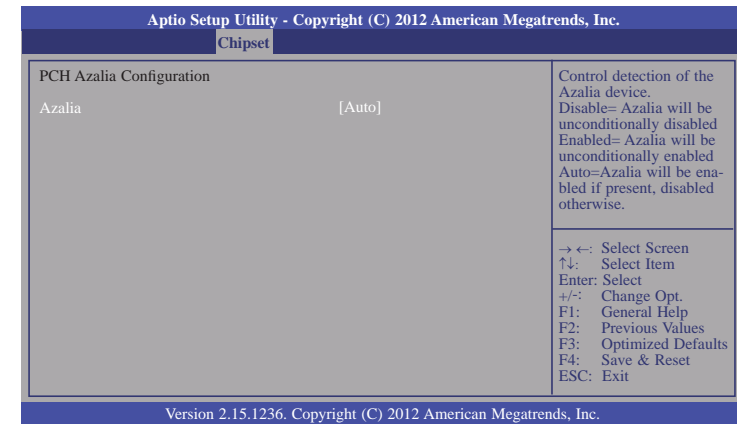 Aptio Setup Utility - Copyright (C) 2012 American Megatrends, Inc.
Chipset
PCH Azalia Configuration
Azalia [Auto]
Control detection of the
Azalia device.
Disable= Azalia will be
unconditionally disabled
Enabled= Azalia will be
unconditionally enabled
Auto=Azalia will be ena-
bled if present, disabled
otherwise.
→←: Select Screen
↑↓: Select Item
Enter: Select
+/-: Change Opt.
F1: General Help
F2: Previous Values
F3: Optimized Defaults
F4: Save & Reset
ESC: Exit
Version 2.15.1236. Copyright (C) 2012 American Megatrends, Inc.